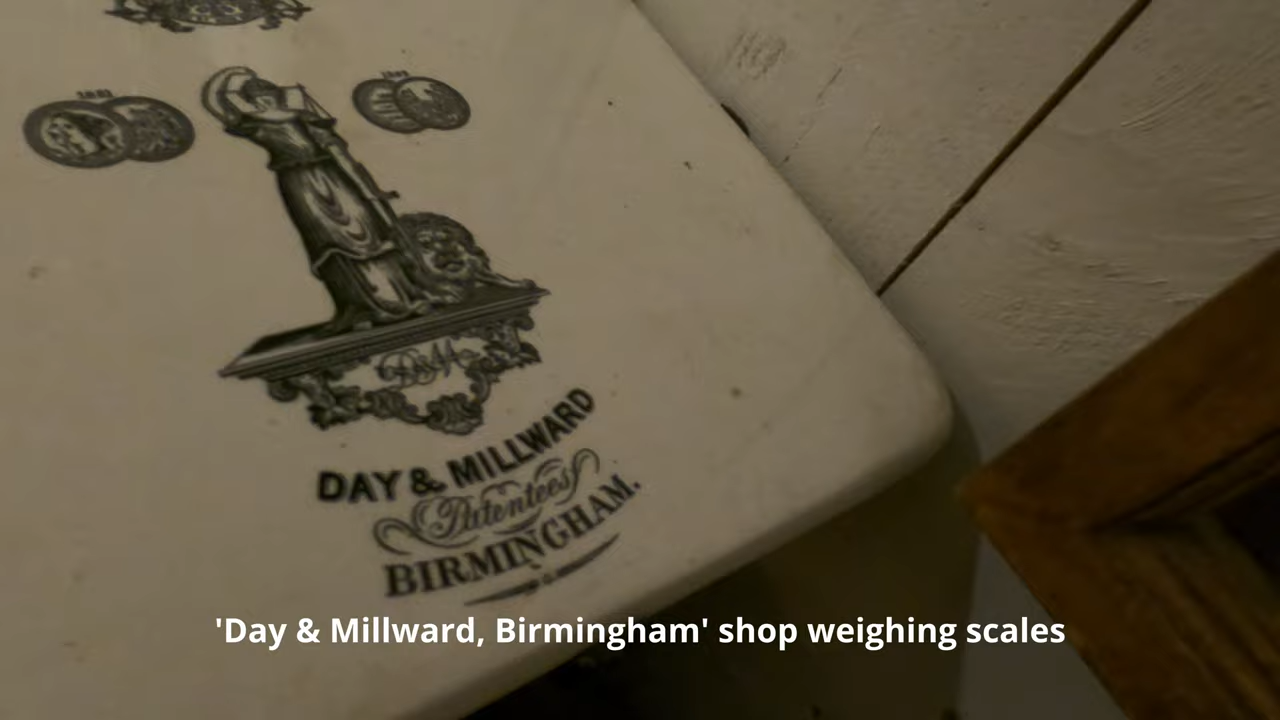 DAY & MILLWARD
Patentees
BIRMINGHAM.
'Day & Millward, Birmingham' shop weighing scales